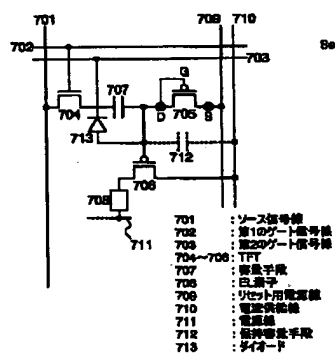 701
709
710
702
Se
703
707
G
704
D
705
S
713
712
706
708
711
701 : ソース信号線
702 : 第1のゲート信号線
703 : 第2のゲート信号線
704～706 : TFT
707 : 容量手段
708 : EL素子
709 : リセット用電源線
710 : 電流供給線
711 : 電源線
712 : 保持容量手段
713 : ダイオード